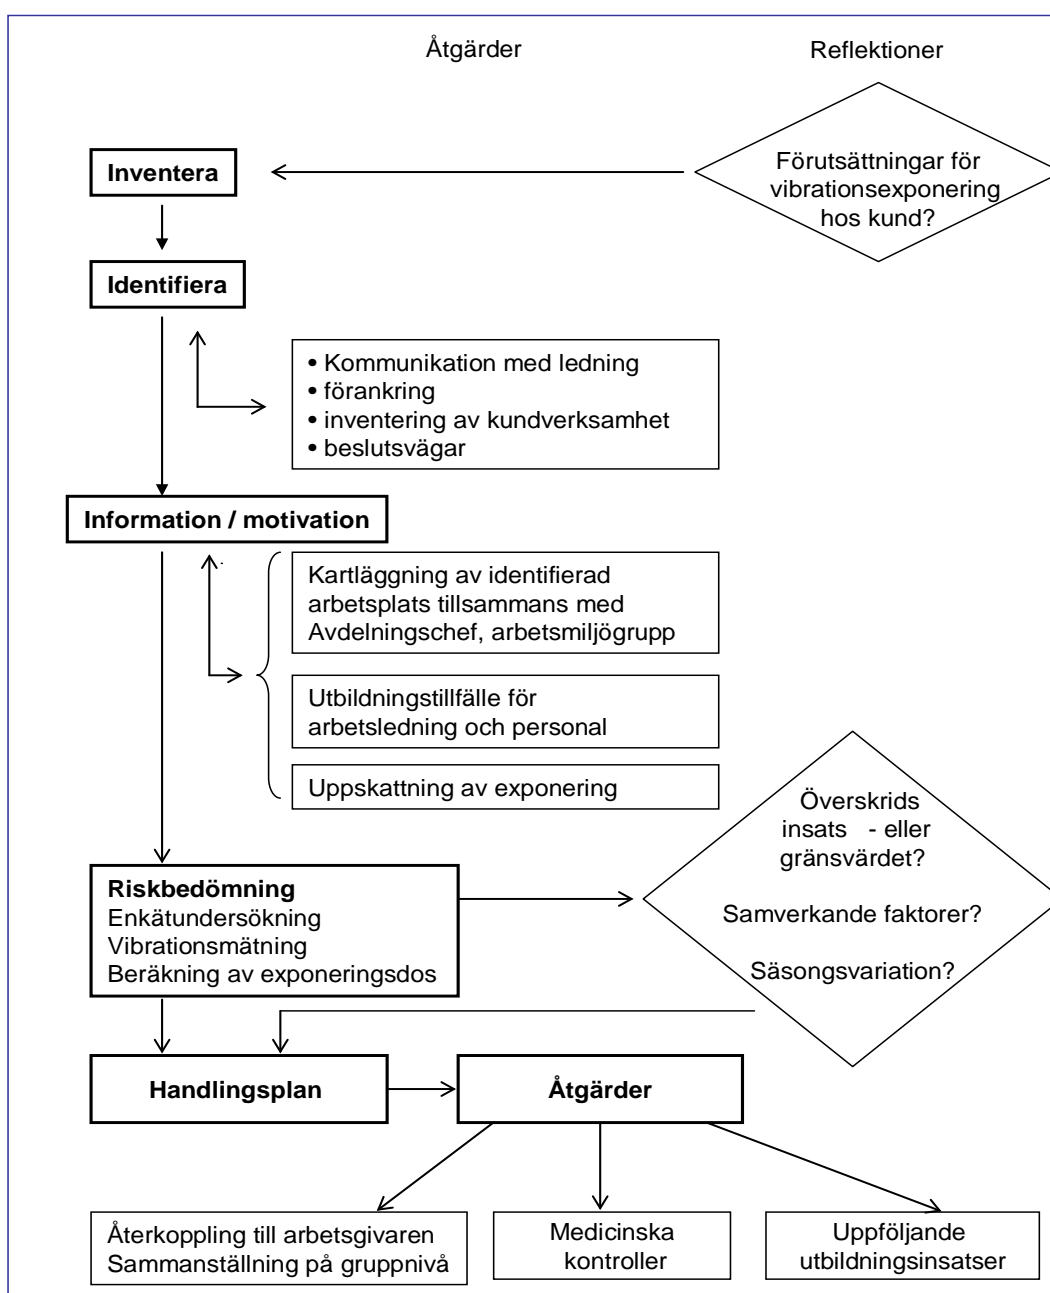 Åtgärder
Reflektioner
Förutsättningar för
vibrationsexponering
hos kund?
Inventera
Identifiera
• Kommunikation med ledning
• förankring
• inventering av kundverksamhet
• beslutsvägar
Information / motivation
Kartläggning av identifierad
arbetsplats tillsammans med
Avdelningschef, arbetsmiljögrupp
Utbildningstillfälle för
arbetsledning och personal
Uppskattning av exponering
Överskrids
insats - eller
gränsvärdet?
Samverkande faktorer?
Säsongsvariation?
Riskbedömning
Enkätundersökning
Vibrationsmätning
Beräkning av exponeringsdos
Handlingsplan
Åtgärder
Återkoppling till arbetsgivaren
Sammanställning på gruppnivå
Medicinska
kontroller
Uppföljande
utbildningsinsatser